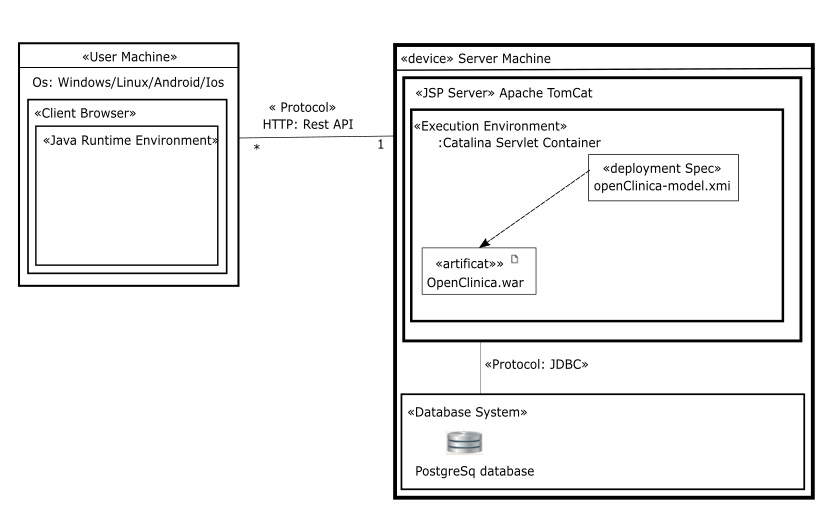 «User Machine»
Os: Windows/Linux/Android/Ios
«Client Browser»
«Java Runtime Environment»
« Protocol»
HTTP: Rest API
*
1
«device» Server Machine
«JSP Server» Apache TomCat
«Execution Environment»
:Catalina Servlet Container
«deployment Spec»
openClinica-model.xmi
«artificat»»
OpenClinica.war
«Protocol: JDBC»
«Database System»
PostgreSq database